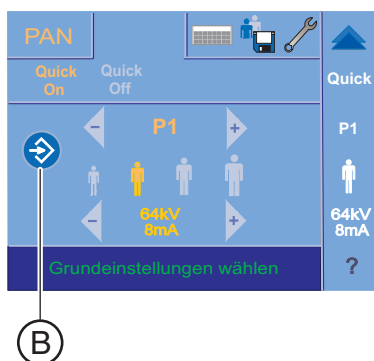 PAN
Quick On
Quick Off
Quick
- P1 +
P1
- 64kV 8mA +
64kV 8mA
Grundeinstellungen wählen
?
B